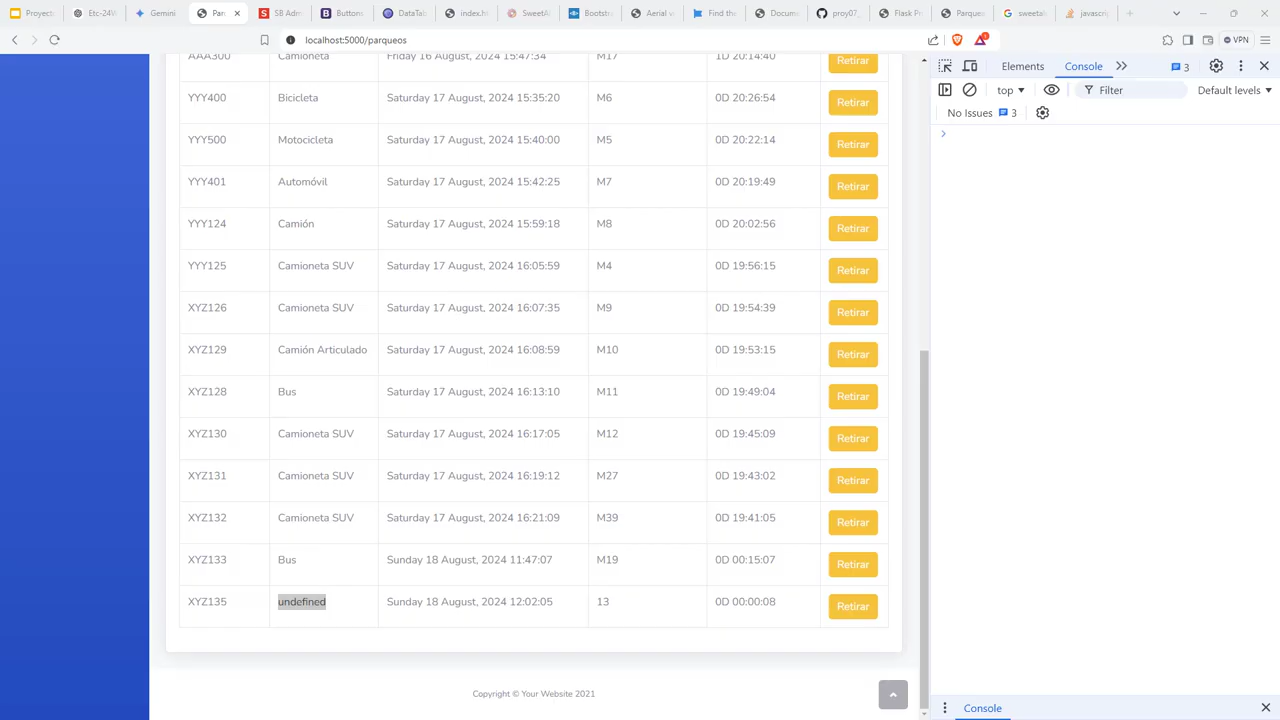 Proyect
Etc-24W
Gemini
Par
SB Adm
Buttons
DataTab
index.ht
SweetAl
Bootstra
Aerial vi
Docume
proy07_
Flask Pr
Parques
sweetal
javascrip
localhost:5000/parqueos
VPN
AAA300 Camioneta Friday 16 August, 2024 15:47:34 M17 1D 20:14:40 Retirar
YYY400 Bicicleta Saturday 17 August, 2024 15:35:20 M6 0D 20:26:54 Retirar
YYY500 Motocicleta Saturday 17 August, 2024 15:40:00 M5 0D 20:22:14 Retirar
YYY401 Automóvil Saturday 17 August, 2024 15:42:25 M7 0D 20:19:49 Retirar
YYY124 Camión Saturday 17 August, 2024 15:59:18 M8 0D 20:02:56 Retirar
YYY125 Camioneta SUV Saturday 17 August, 2024 16:05:59 M4 0D 19:56:15 Retirar
XYZ126 Camioneta SUV Saturday 17 August, 2024 16:07:35 M9 0D 19:54:39 Retirar
XYZ129 Camión Articulado Saturday 17 August, 2024 16:08:59 M10 0D 19:53:15 Retirar
XYZ128 Bus Saturday 17 August, 2024 16:13:10 M11 0D 19:49:04 Retirar
XYZ130 Camioneta SUV Saturday 17 August, 2024 16:17:05 M12 0D 19:45:09 Retirar
XYZ131 Camioneta SUV Saturday 17 August, 2024 16:19:12 M27 0D 19:43:02 Retirar
XYZ132 Camioneta SUV Saturday 17 August, 2024 16:21:09 M39 0D 19:41:05 Retirar
XYZ133 Bus Sunday 18 August, 2024 11:47:07 M19 0D 00:15:07 Retirar
XYZ135 undefined Sunday 18 August, 2024 12:02:05 13 0D 00:00:08 Retirar
Copyright © Your Website 2021
Elements Console 3
top Filter Default levels
No Issues 3
Console